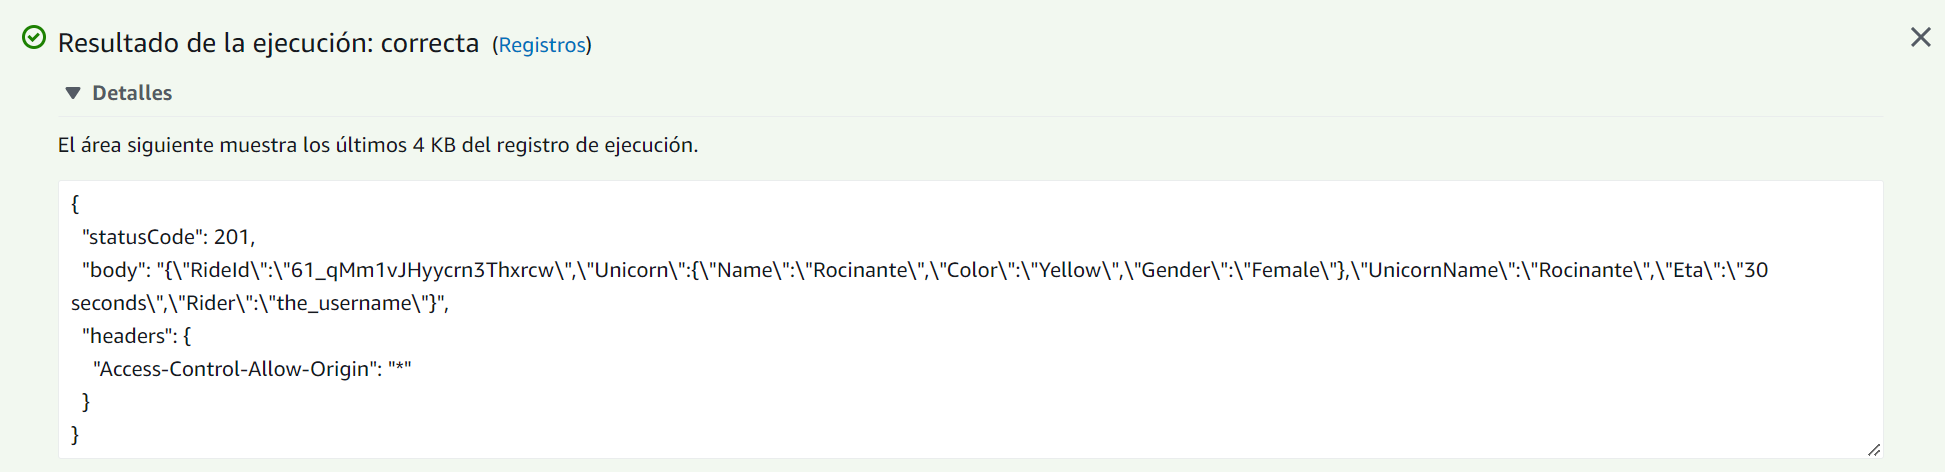 Resultado de la ejecución: correcta (Registros)
Detalles
El área siguiente muestra los últimos 4 KB del registro de ejecución.
{
"statusCode": 201,
"body": "{\"RideId\":\"61_qMm1vJHyycrn3Thxrcw\",\"Unicorn\":{\"Name\":\"Rocinante\",\"Color\":\"Yellow\",\"Gender\":\"Female\"},\"UnicornName\":\"Rocinante\",\"Eta\":\"30
seconds\",\"Rider\":\"the_username\"}",
"headers": {
"Access-Control-Allow-Origin": "*"
}
}